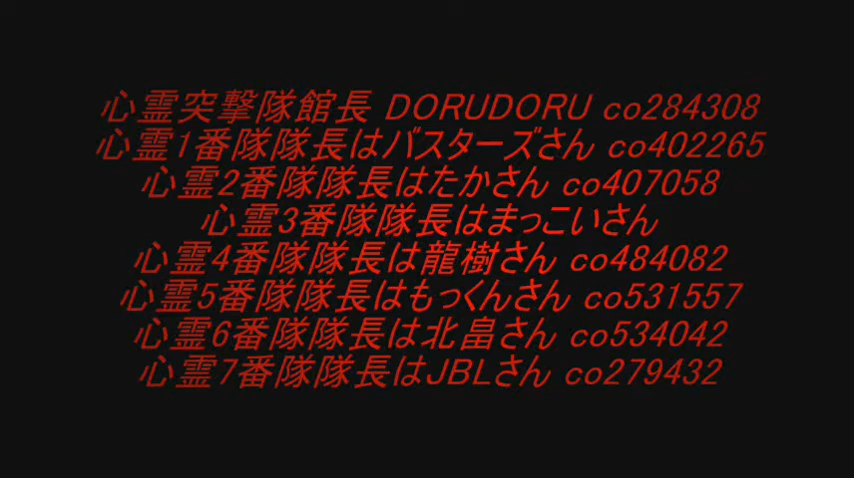 心霊突撃隊館長 DORUDORU co284308
心霊1番隊隊長はバスターズさん co402265
心霊2番隊隊長はたかさん co407058
心霊3番隊隊長はまっこいさん
心霊4番隊隊長は龍樹さん co484082
心霊5番隊隊長はもっくんさん co531557
心霊6番隊隊長は北畠さん co534042
心霊7番隊隊長はJBLさん co279432